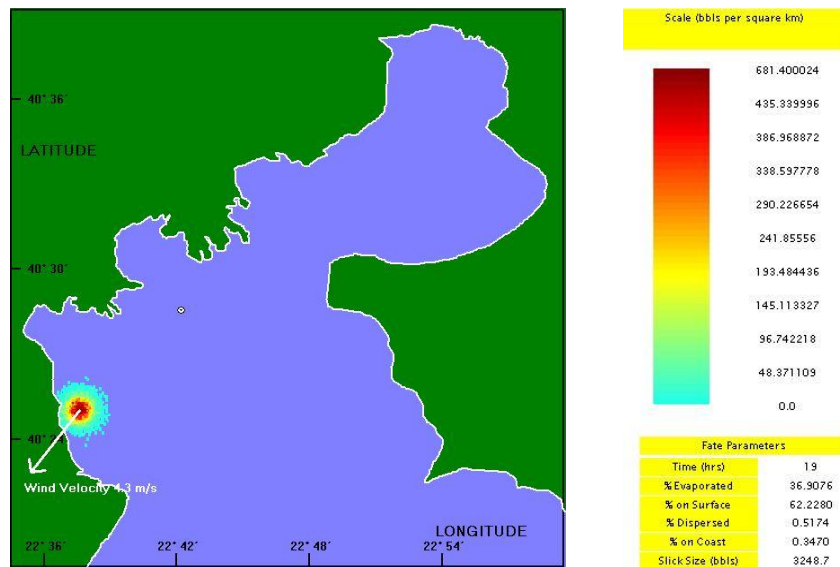 40° 36´
LATITUDE
40° 30´
40° 24´
Wind Velocity 4.3 m/s
LONGITUDE
22° 36´ 22° 42´ 22° 48´ 22° 54´
Scale (bbls per square km)
681.400024
435.339996
386.968872
338.597778
290.226654
241.85556
193.484436
145.113327
96.742218
48.371109
0.0
Fate Parameters
Time (hrs) 19
% Evaporated 36.9076
% on Surface 62.2280
% Dispersed 0.5174
% on Coast 0.3470
Slick Size (bbls) 3248.7